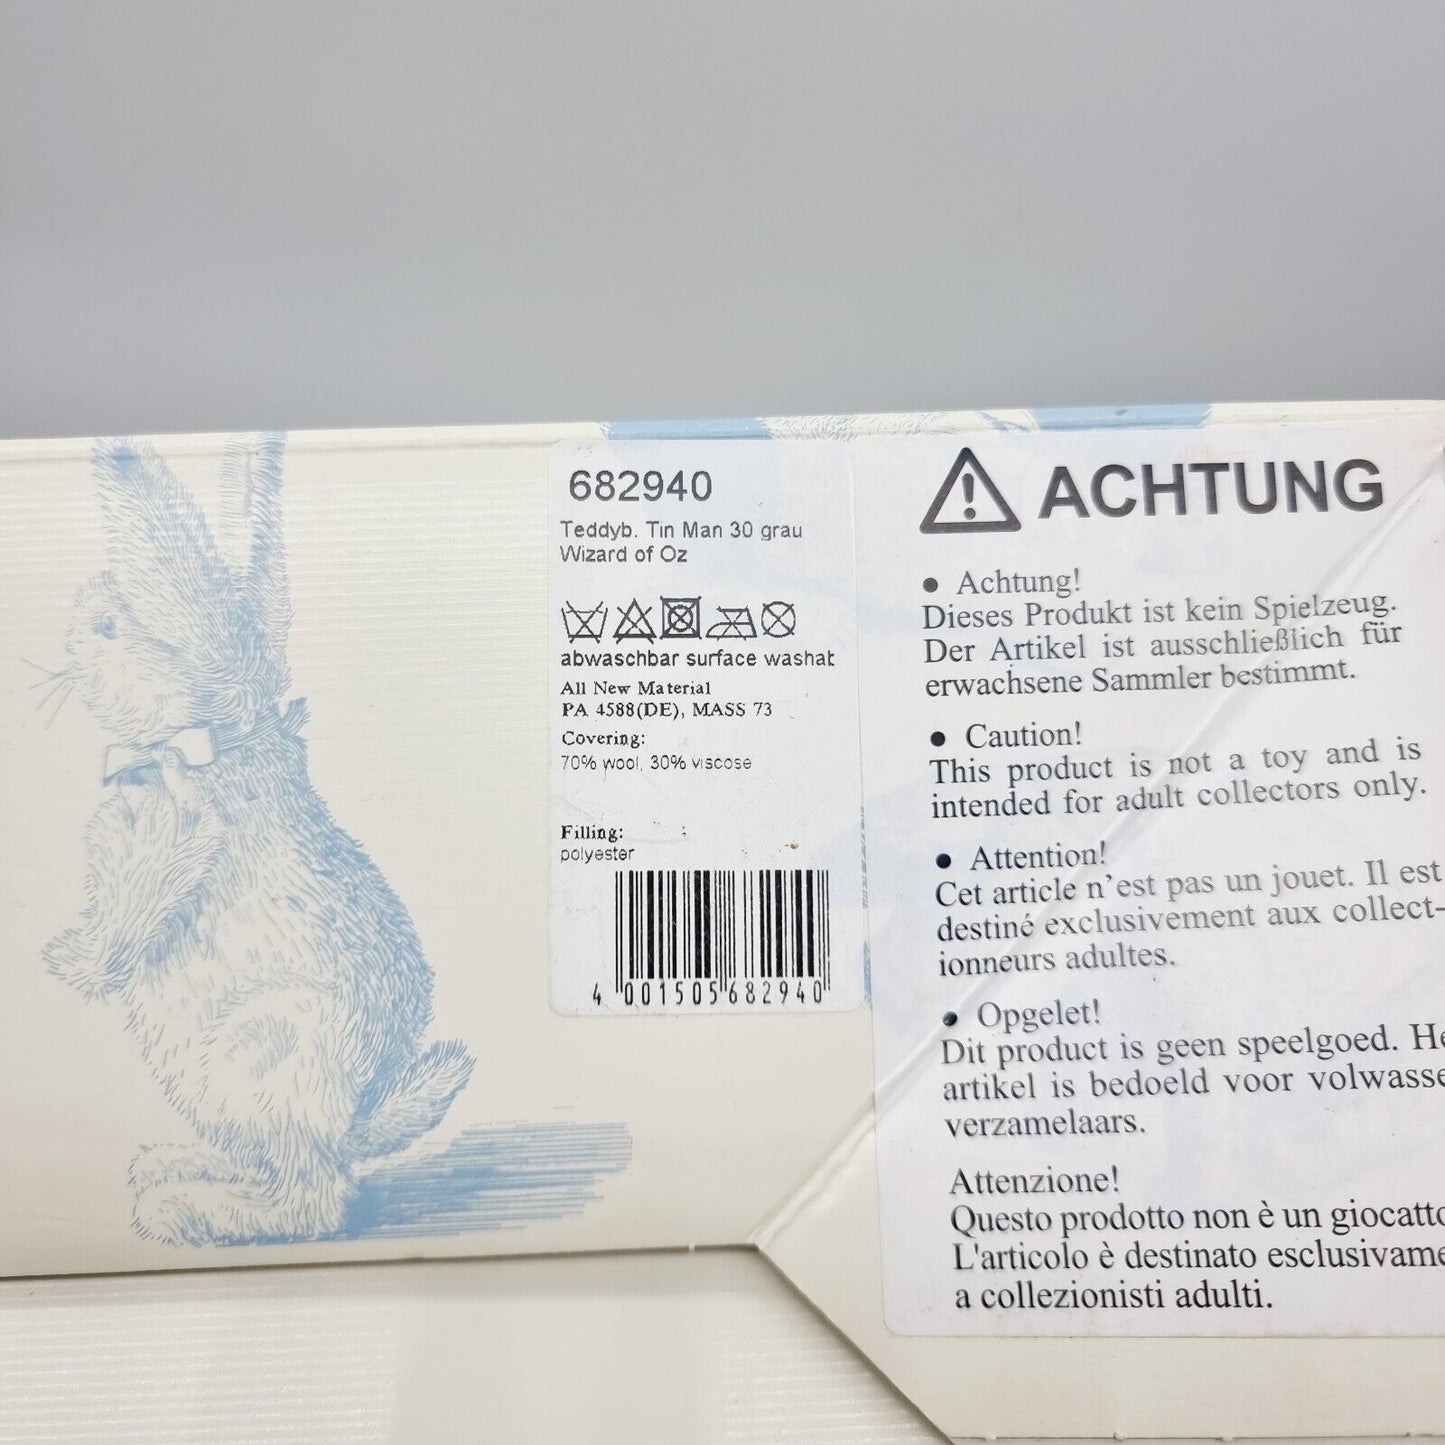 682940
Teddyb. Tin Man 30 grau
Wizard of Oz
abwaschbar surface washat
All New Material
PA 4588(DE), MASS 73
Covering:
70% wool, 30% viscose
Filling:
polyester
4 001505 682940
ACHTUNG
● Achtung!
Dieses Produkt ist kein Spielzeug.
Der Artikel ist ausschließlich für
erwachsene Sammler bestimmt.
● Caution!
This product is not a toy and is
intended for adult collectors only.
● Attention!
Cet article n'est pas un jouet. Il est
destiné exclusivement aux collect-
ionneurs adultes.
● Opgelet!
Dit product is geen speelgoed. He
artikel is bedoeld voor volwasse
verzamelaars.
Attenzione!
Questo prodotto non è un giocatto
L'articolo è destinato esclusivame
a collezionisti adulti.